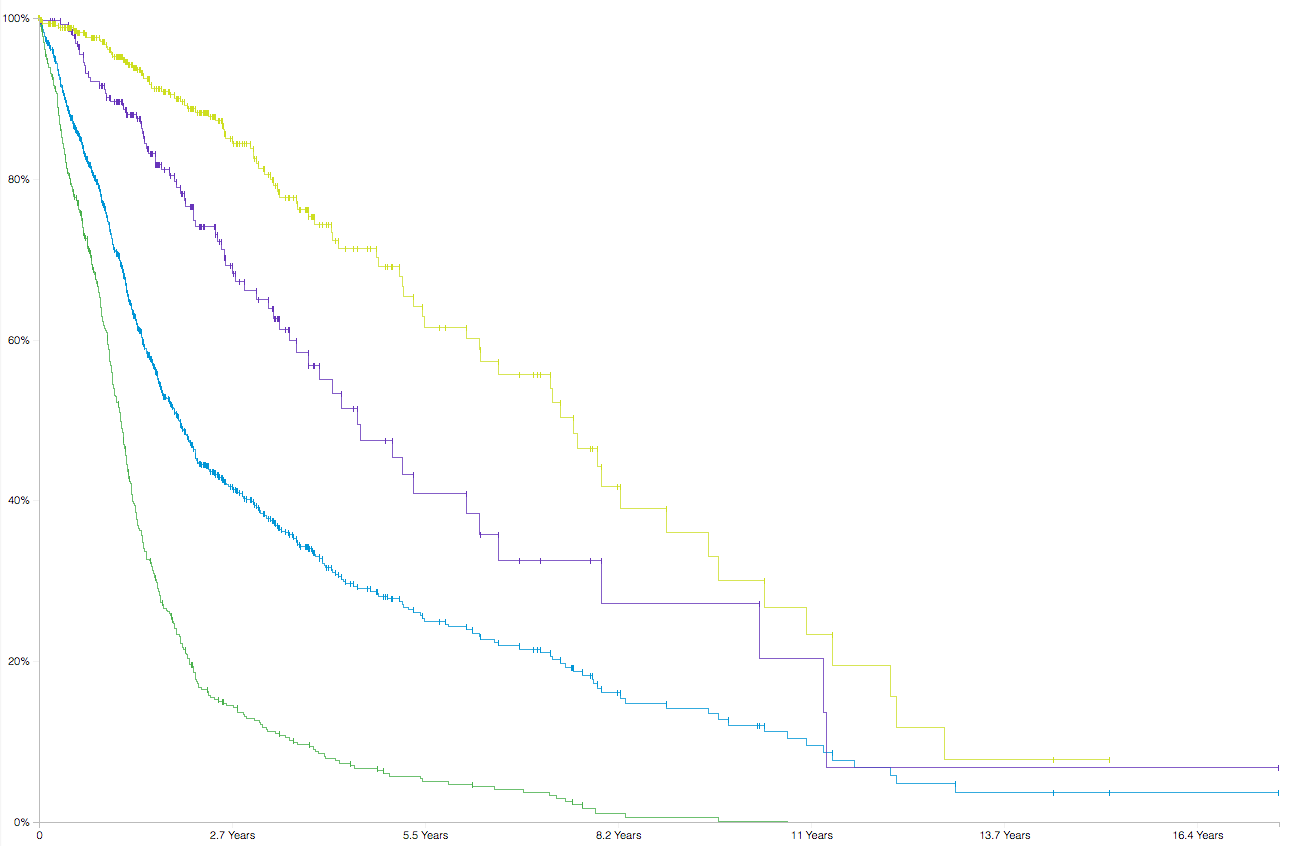 100%
80%
60%
40%
20%
0%
0
2.7 Years
5.5 Years
8.2 Years
11 Years
13.7 Years
16.4 Years